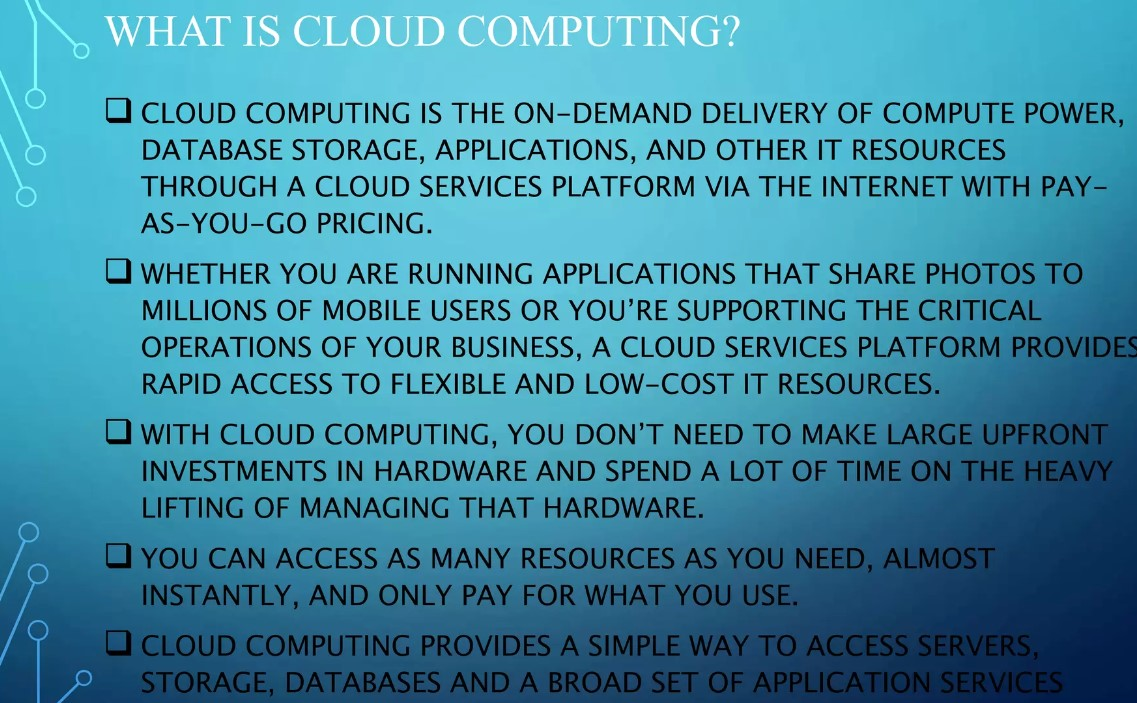 WHAT IS CLOUD COMPUTING?
CLOUD COMPUTING IS THE ON-DEMAND DELIVERY OF COMPUTE POWER,
DATABASE STORAGE, APPLICATIONS, AND OTHER IT RESOURCES
THROUGH A CLOUD SERVICES PLATFORM VIA THE INTERNET WITH PAY-
AS-YOU-GO PRICING.
WHETHER YOU ARE RUNNING APPLICATIONS THAT SHARE PHOTOS TO
MILLIONS OF MOBILE USERS OR YOU’RE SUPPORTING THE CRITICAL
OPERATIONS OF YOUR BUSINESS, A CLOUD SERVICES PLATFORM PROVIDES
RAPID ACCESS TO FLEXIBLE AND LOW-COST IT RESOURCES.
WITH CLOUD COMPUTING, YOU DON’T NEED TO MAKE LARGE UPFRONT
INVESTMENTS IN HARDWARE AND SPEND A LOT OF TIME ON THE HEAVY
LIFTING OF MANAGING THAT HARDWARE.
YOU CAN ACCESS AS MANY RESOURCES AS YOU NEED, ALMOST
INSTANTLY, AND ONLY PAY FOR WHAT YOU USE.
CLOUD COMPUTING PROVIDES A SIMPLE WAY TO ACCESS SERVERS,
STORAGE, DATABASES AND A BROAD SET OF APPLICATION SERVICES